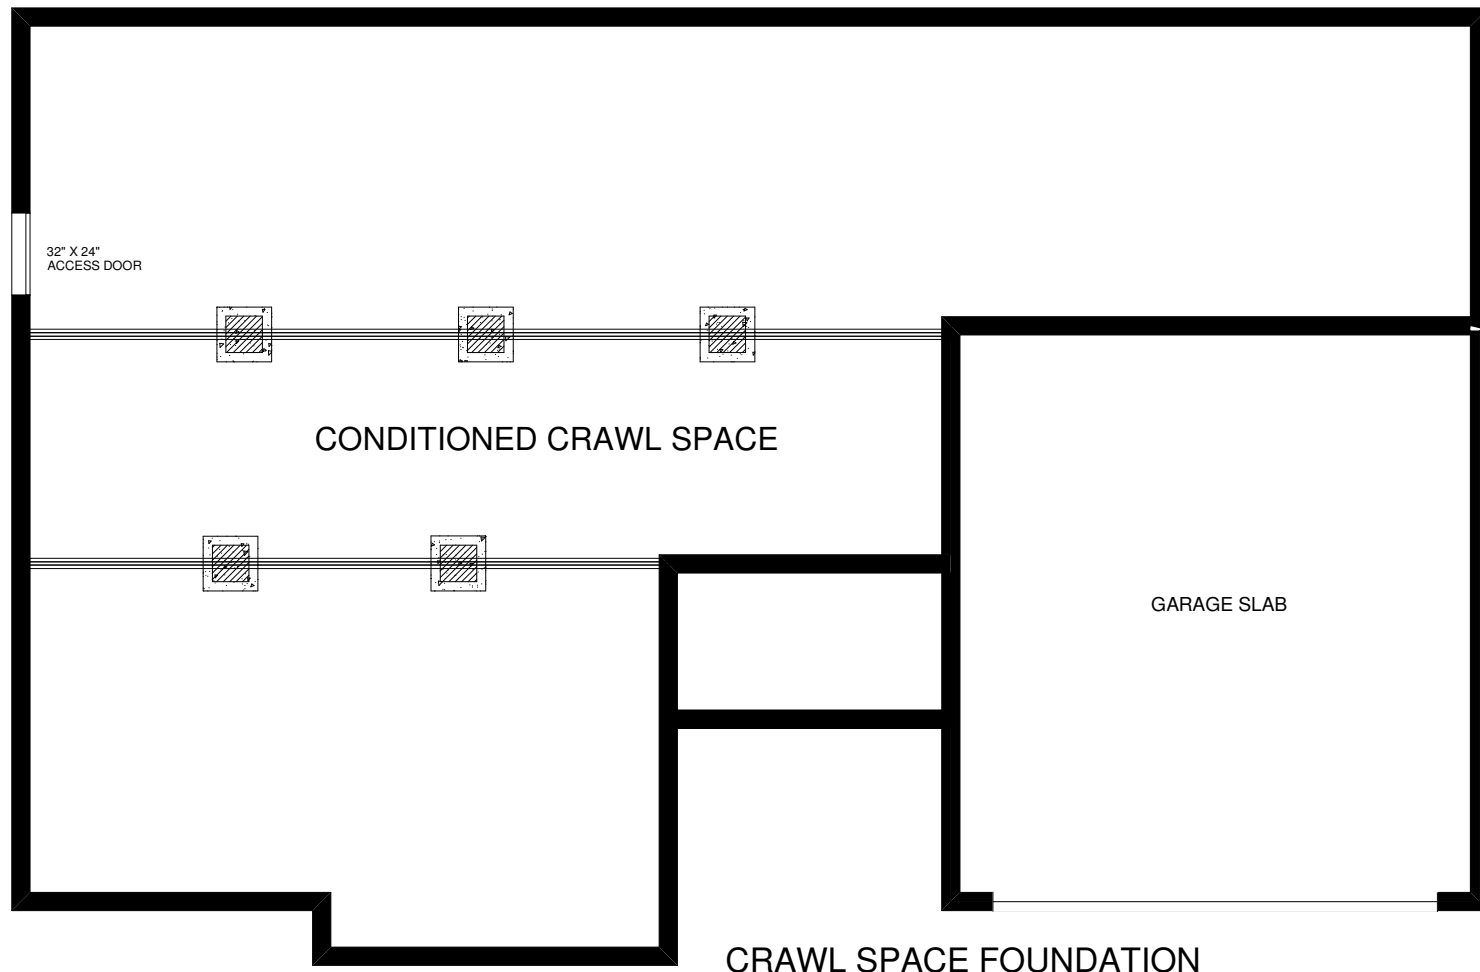 32" X 24"
ACCESS DOOR
CONDITIONED CRAWL SPACE
GARAGE SLAB
CRAWL SPACE FOUNDATION